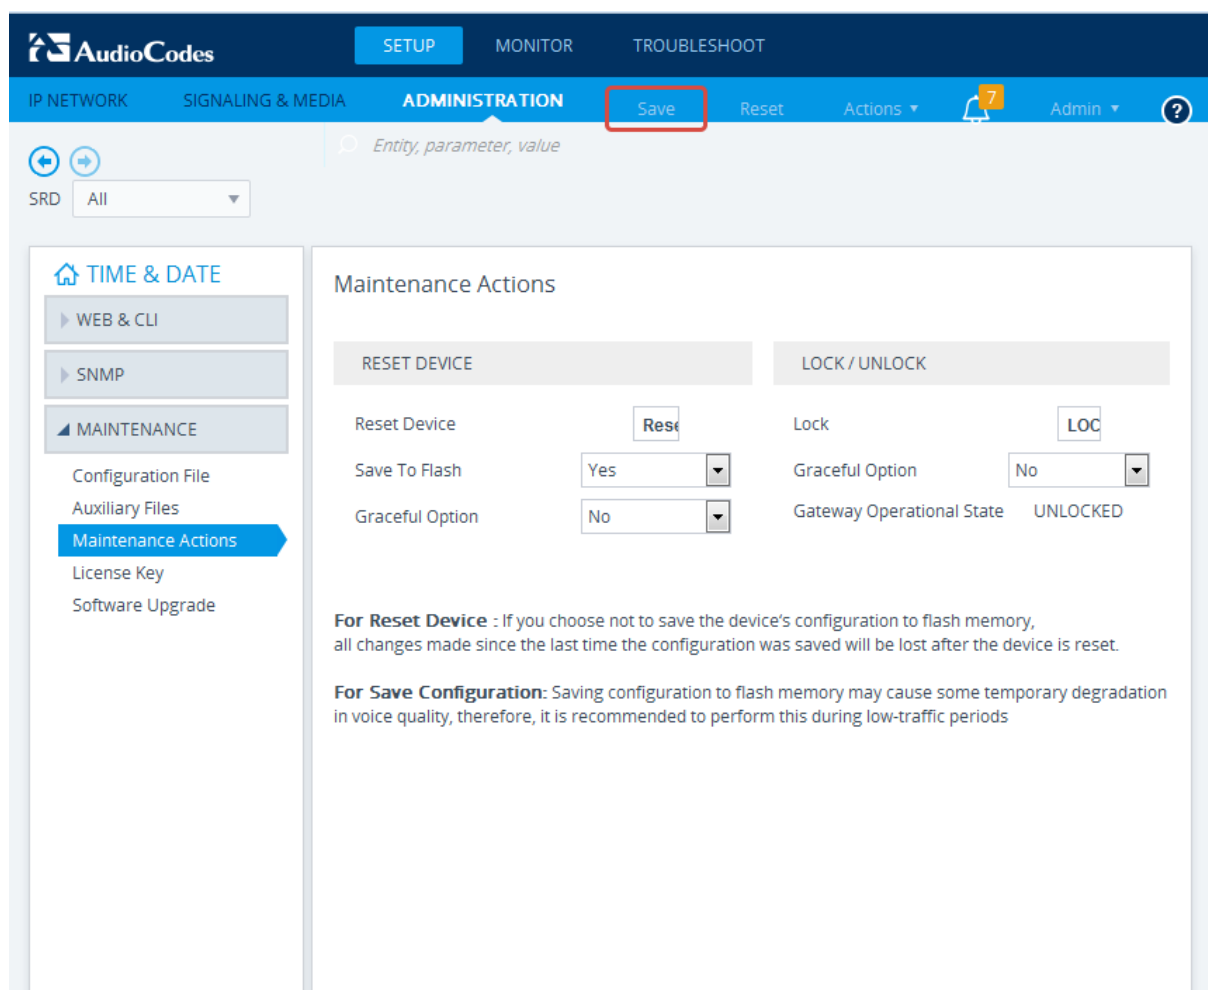 AudioCodes
SETUP MONITOR TROUBLESHOOT
IP NETWORK SIGNALING & MEDIA ADMINISTRATION Save Reset Actions 7 Admin ?
Entity, parameter, value
SRD All
TIME & DATE
WEB & CLI
SNMP
MAINTENANCE
Configuration File
Auxiliary Files
Maintenance Actions
License Key
Software Upgrade
Maintenance Actions
RESET DEVICE
Reset Device Rese
Save To Flash Yes
Graceful Option No
LOCK / UNLOCK
Lock LOC
Graceful Option No
Gateway Operational State UNLOCKED
For Reset Device : If you choose not to save the device's configuration to flash memory,
all changes made since the last time the configuration was saved will be lost after the device is reset.
For Save Configuration: Saving configuration to flash memory may cause some temporary degradation
in voice quality, therefore, it is recommended to perform this during low-traffic periods